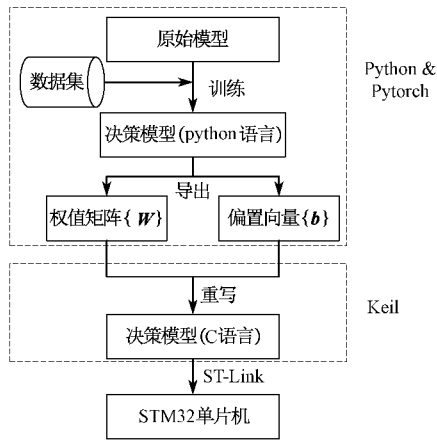 原始模型
数据集
训练
Python &
Pytorch
决策模型(python语言)
导出
权值矩阵{W}
偏置向量{b}
重写
Keil
决策模型(C语言)
ST-Link
STM32单片机